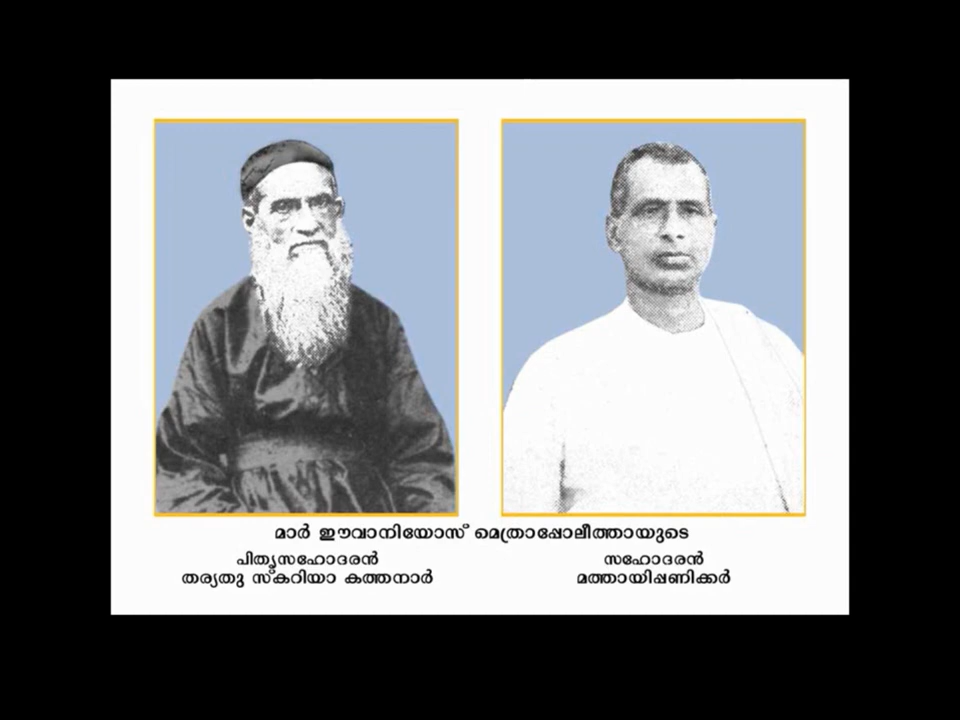 മാർ ഈവാനിയോസ് മെത്രാപ്പോലീത്തായുടെ
പിതൃസഹോദരൻ
തര്യതു സ്കറിയാ കത്തനാർ
സഹോദരൻ
മത്തായിപ്പണിക്കർ